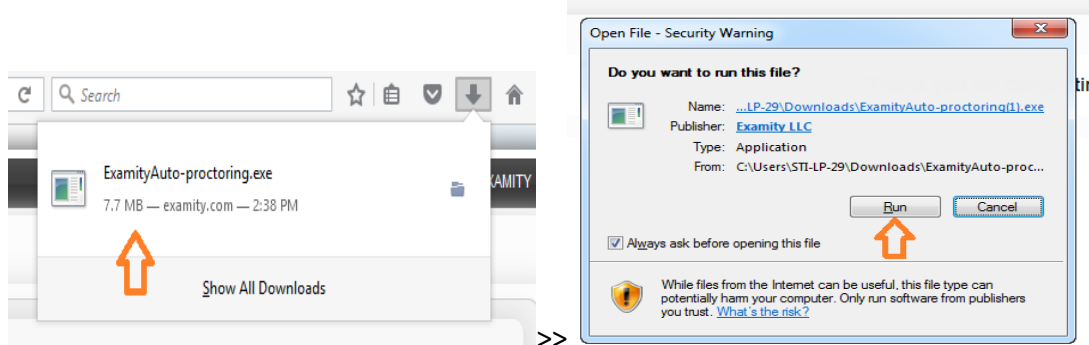 Search
ExamityAuto-proctoring.exe
7.7 MB — examity.com — 2:38 PM
AMITY
Show All Downloads
>>
Open File - Security Warning
Do you want to run this file?
Name: ...LP-29\Downloads\ExamityAuto-proctoring(1).exe
Publisher: Examity LLC
Type: Application
From: C:\Users\STI-LP-29\Downloads\ExamityAuto-proc...
Run Cancel
Always ask before opening this file
While files from the Internet can be useful, this file type can
potentially harm your computer. Only run software from publishers
you trust. What's the risk?